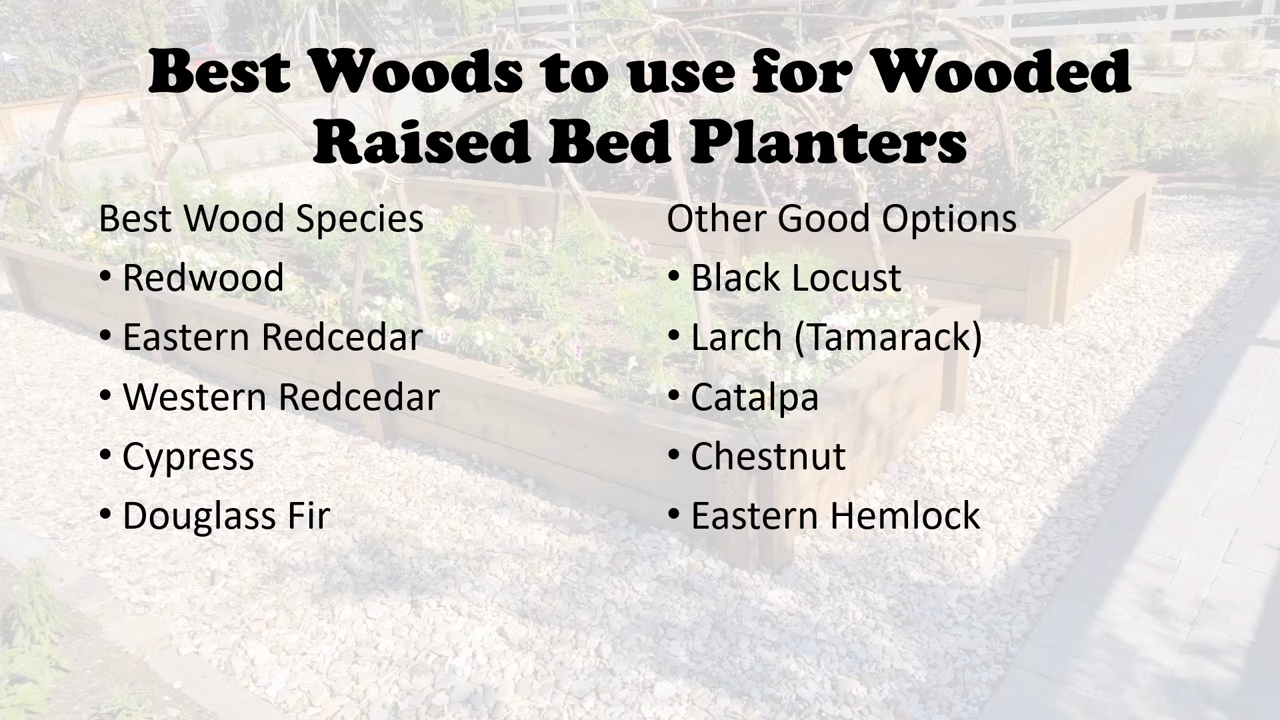 Best Woods to use for Wooded
Raised Bed Planters
Best Wood Species
• Redwood
• Eastern Redcedar
• Western Redcedar
• Cypress
• Douglass Fir
Other Good Options
• Black Locust
• Larch (Tamarack)
• Catalpa
• Chestnut
• Eastern Hemlock